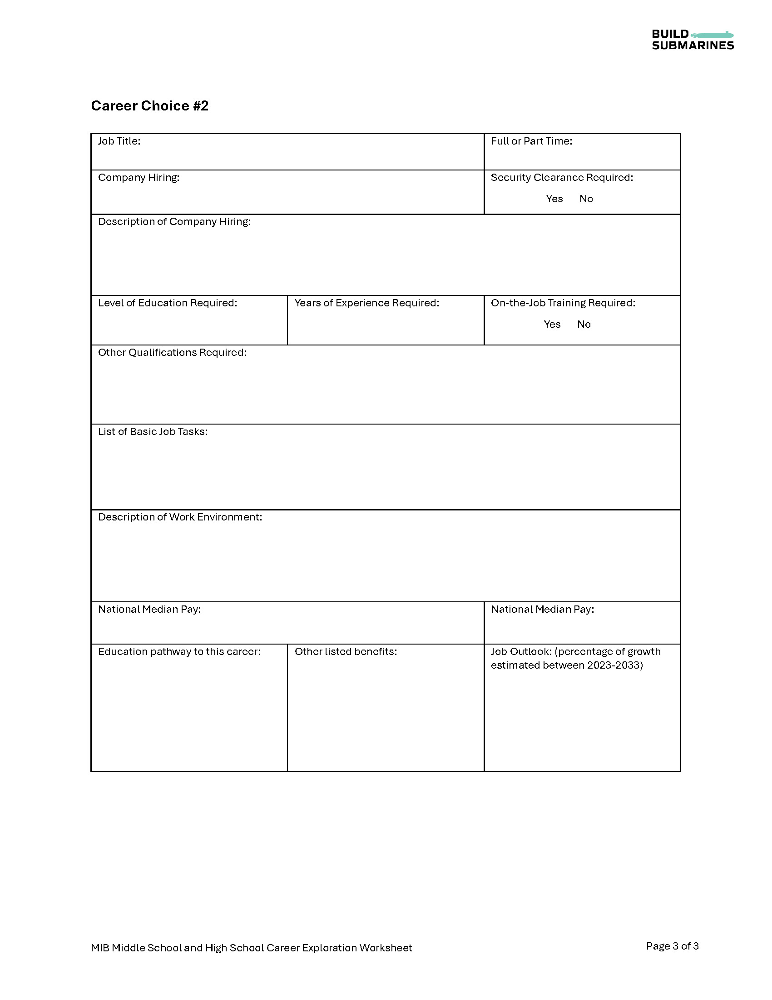 BUILD
SUBMARINES
Career Choice #2
Job Title:
Full or Part Time:
Company Hiring:
Security Clearance Required:
Yes No
Description of Company Hiring:
Level of Education Required:
Years of Experience Required:
On-the-Job Training Required:
Yes No
Other Qualifications Required:
List of Basic Job Tasks:
Description of Work Environment:
National Median Pay:
National Median Pay:
Education pathway to this career:
Other listed benefits:
Job Outlook: (percentage of growth
estimated between 2023-2033)
MIB Middle School and High School Career Exploration Worksheet
Page 3 of 3